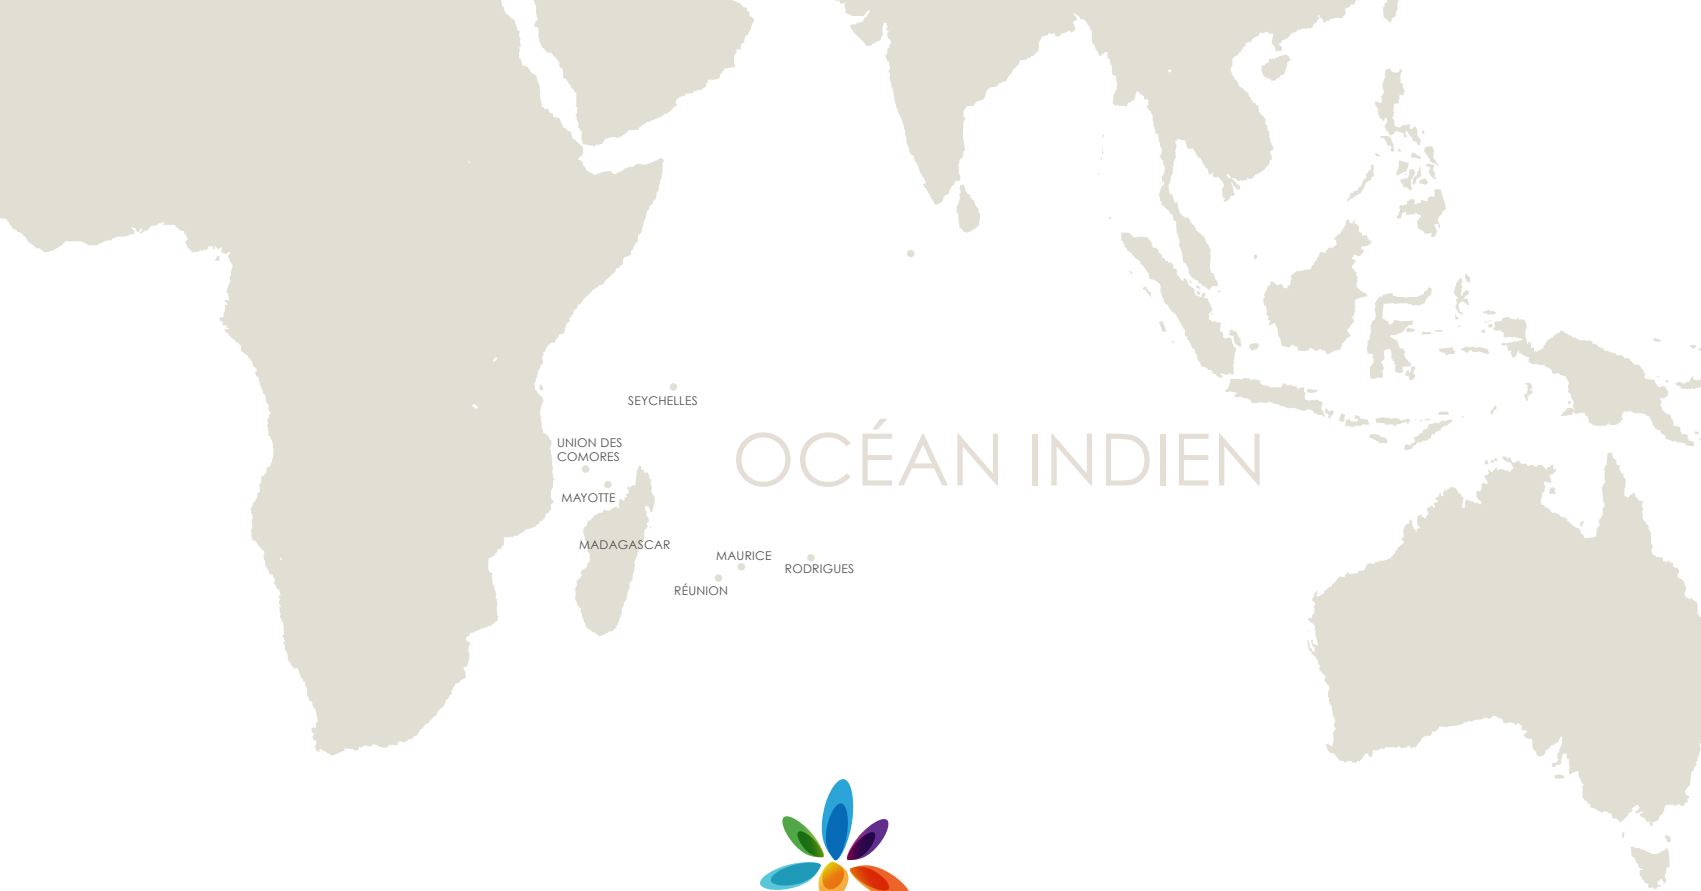 SEYCHELLES
OCÉAN INDIEN
UNION DES
COMORES
MAYOTTE
MADAGASCAR
MAURICE
RODRIGUES
RÉUNION